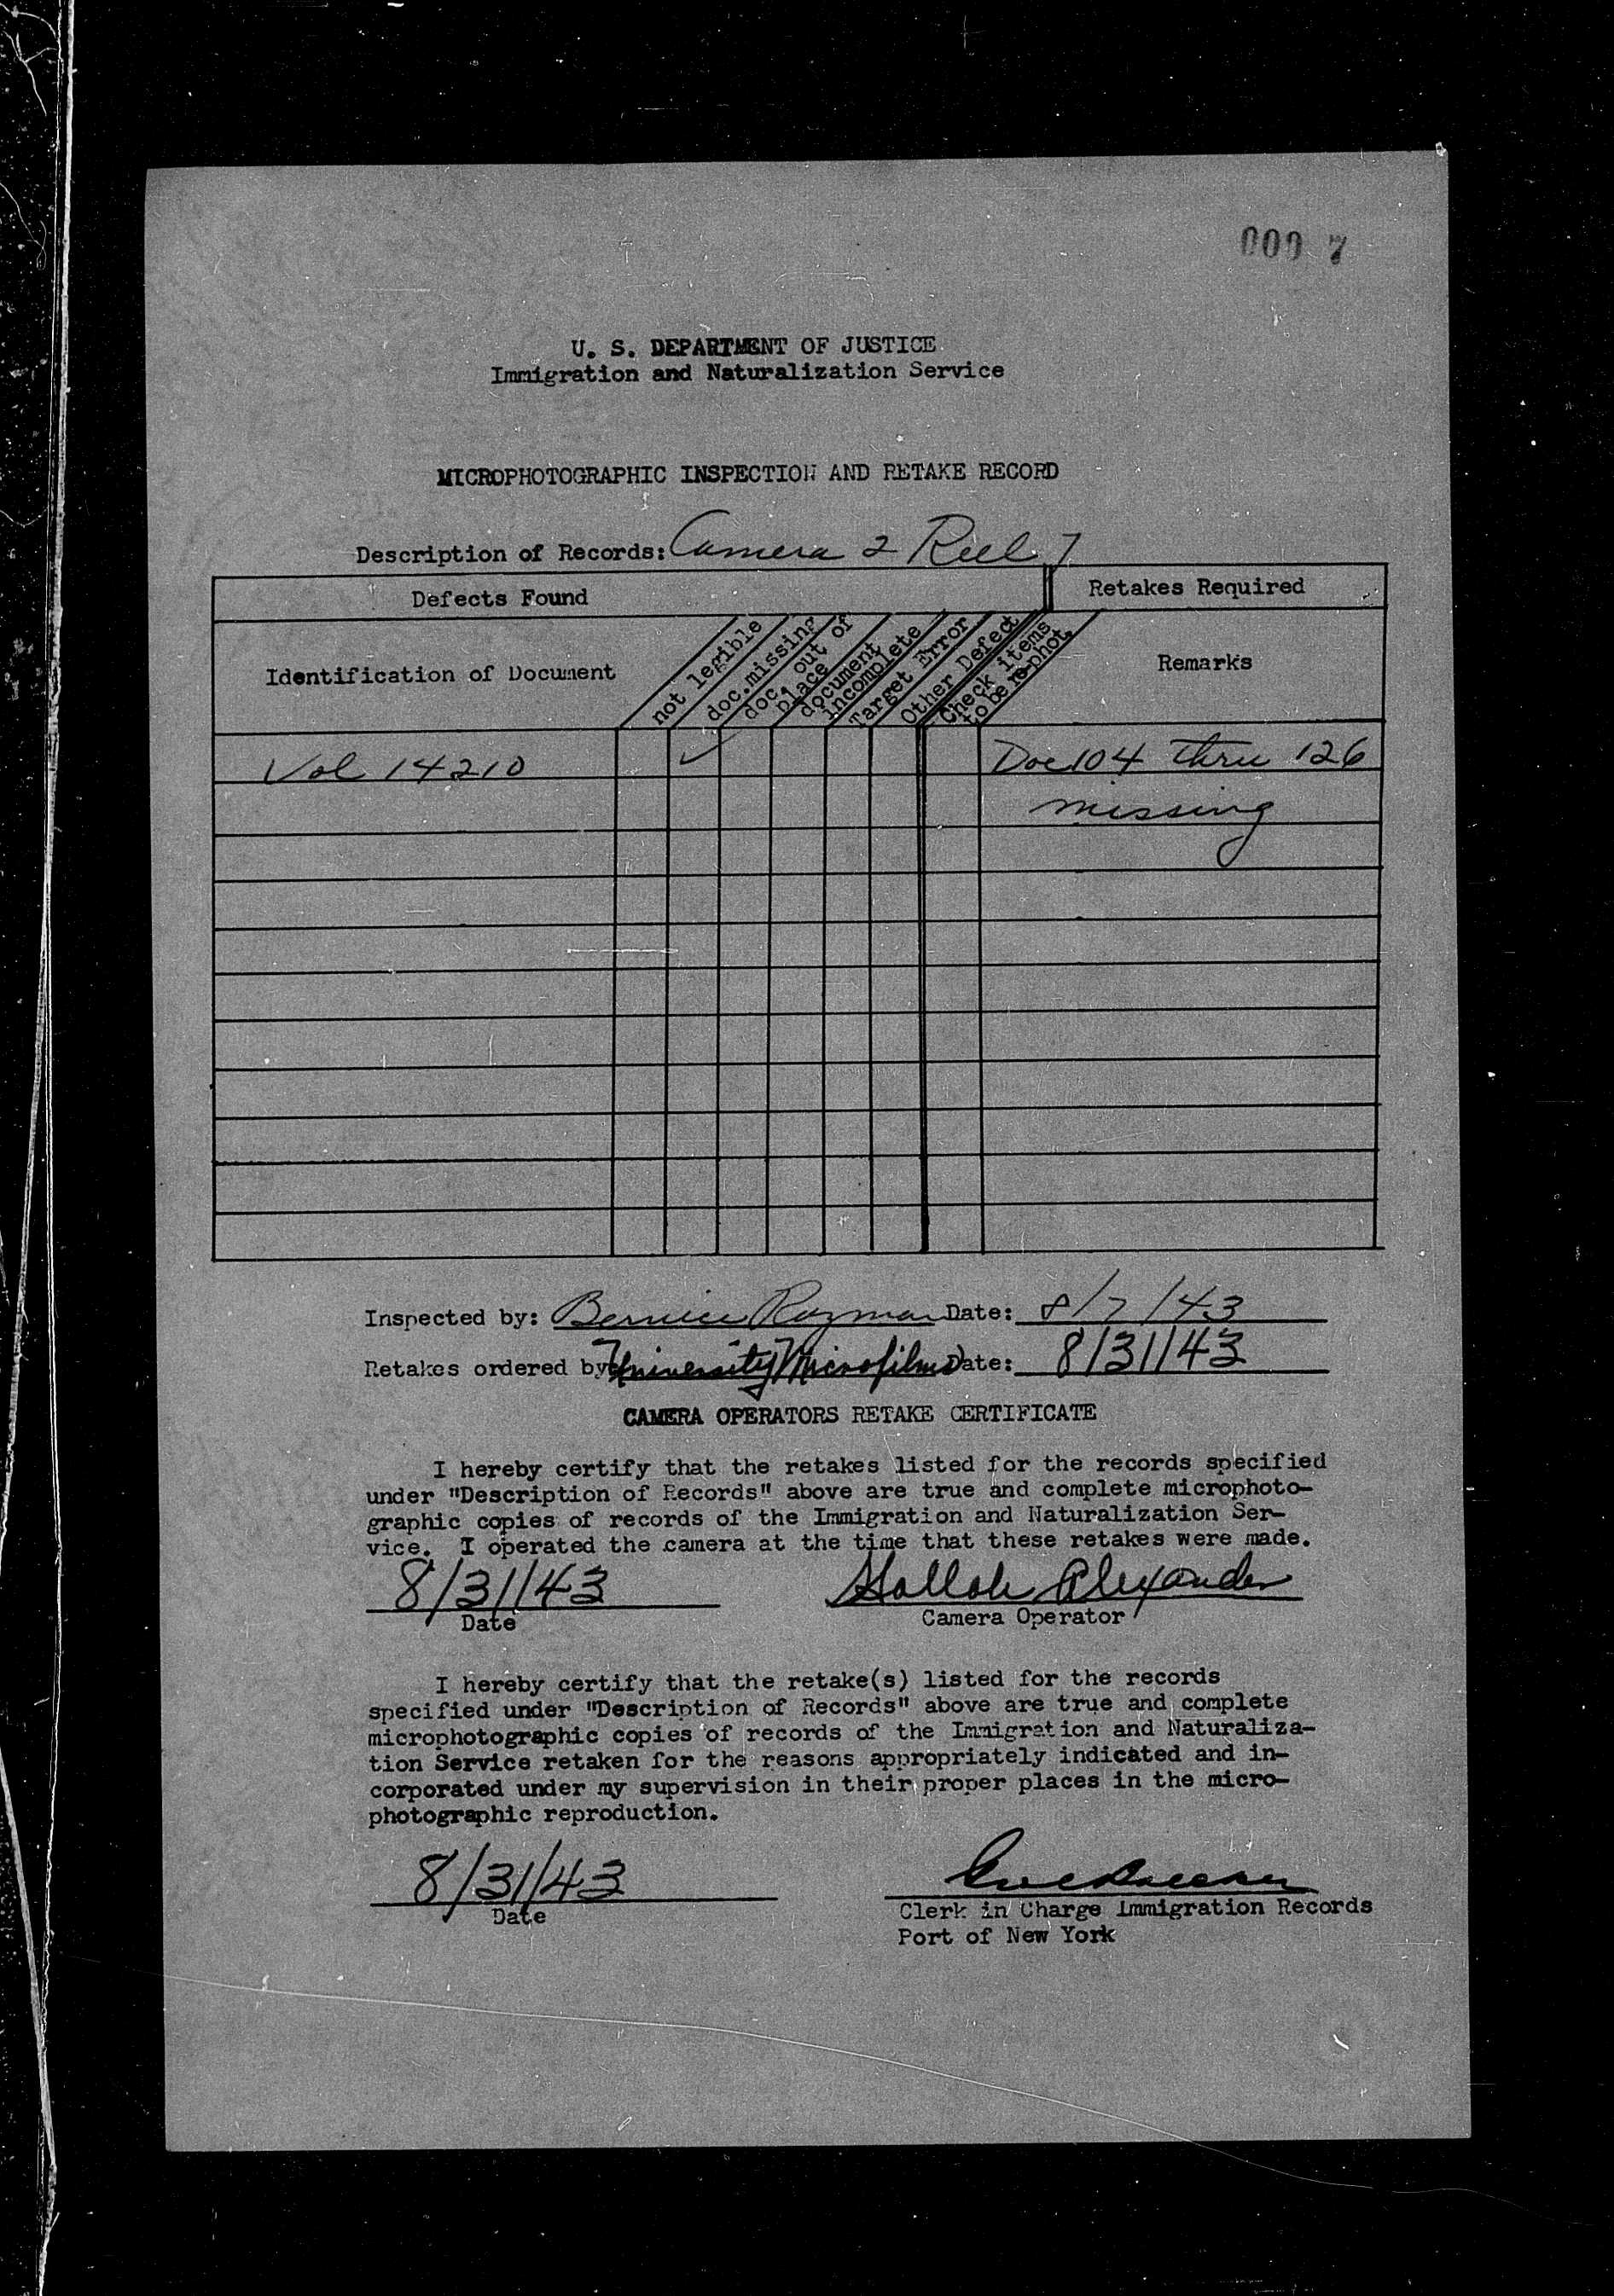 000 7
U. S. DEPARTMENT OF JUSTICE
Immigration and Naturalization Service
MICROPHOTOGRAPHIC INSPECTION AND RETAKE RECORD
Description of Records: Camera 2 Reel 7
Defects Found
Retakes Required
Identification of Document
not legible
doc. missing
doc. out of place
document incomplete
Target Error
Other Defect
Check items to be re-phot.
Remarks
Vol 14210 ✓ Doc 104 thru 126
missing
Inspected by: Bernice Rozman Date: 8/7/43
Retakes ordered by University Microfilms Date: 8/31/43
CAMERA OPERATORS RETAKE CERTIFICATE
I hereby certify that the retakes listed for the records specified
under "Description of Records" above are true and complete microphoto-
graphic copies of records of the Immigration and Naturalization Ser-
vice. I operated the camera at the time that these retakes were made.
8/31/43 Alexander
Date Camera Operator
I hereby certify that the retake(s) listed for the records
specified under "Description of Records" above are true and complete
microphotographic copies of records of the Immigration and Naturaliza-
tion Service retaken for the reasons appropriately indicated and in-
corporated under my supervision in their proper places in the micro-
photographic reproduction.
8/31/43
Date
Clerk in Charge Immigration Records
Port of New York